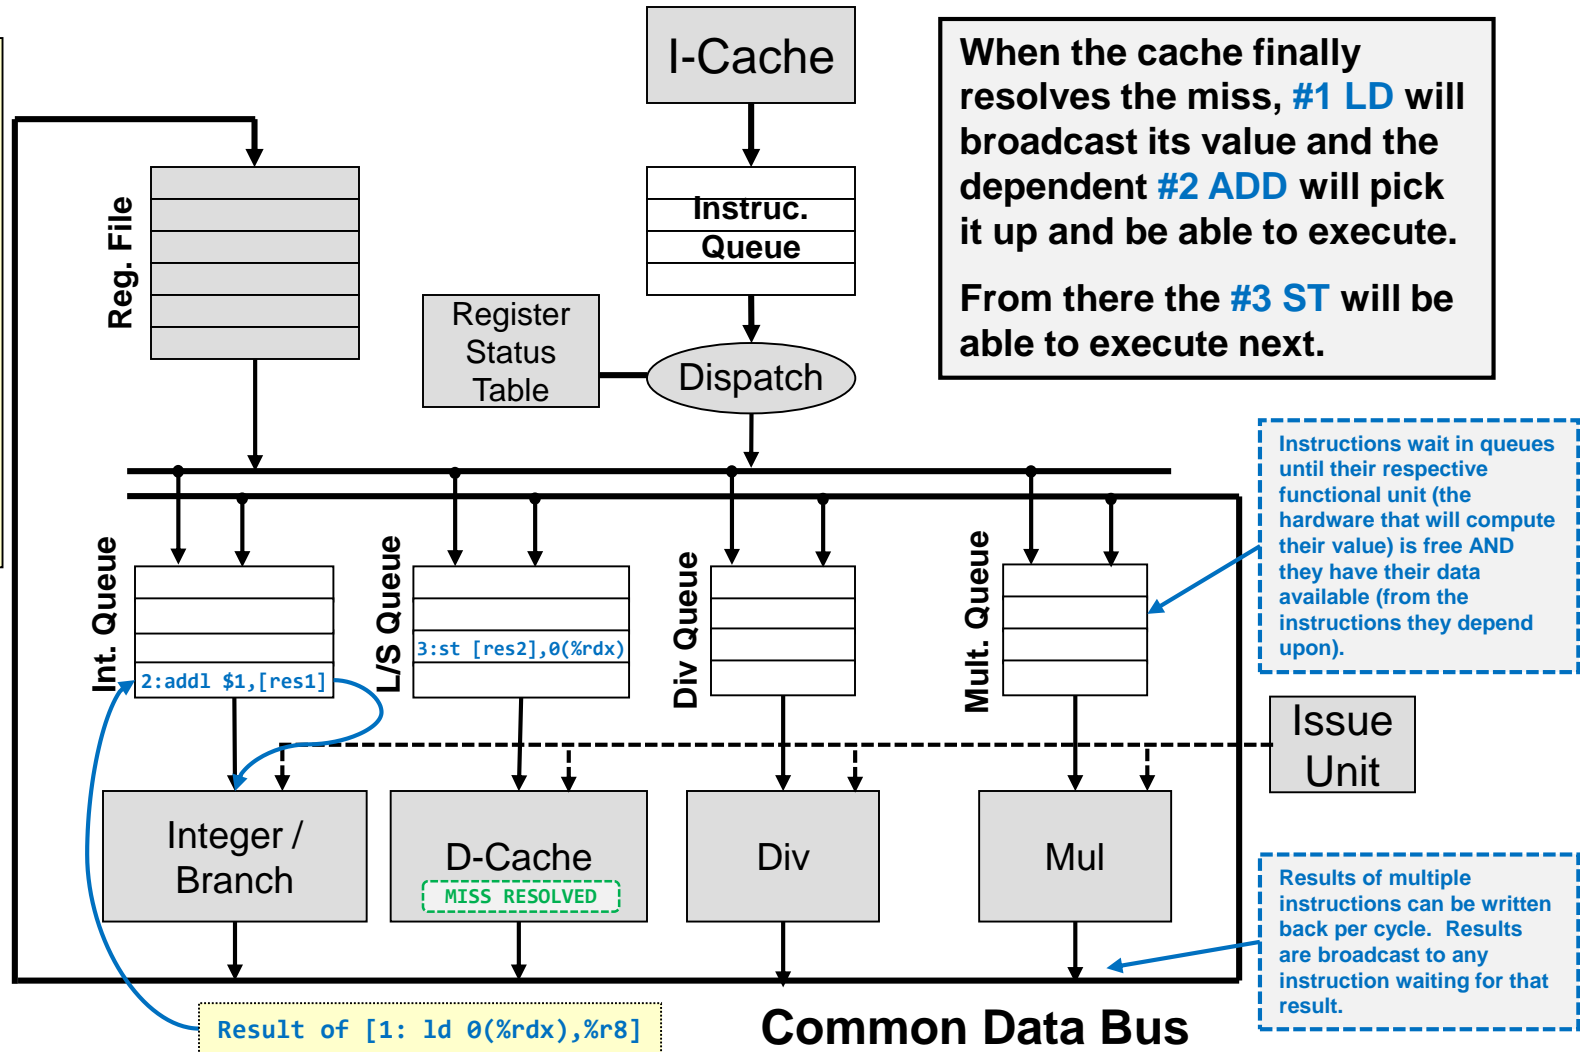 I-Cache
When the cache finally
resolves the miss, #1 LD will
broadcast its value and the
dependent #2 ADD will pick
it up and be able to execute.
From there the #3 ST will be
able to execute next.
Reg. File
Instruc.
Queue
Register
Status
Table
Dispatch
Instructions wait in queues
until their respective
functional unit (the
hardware that will compute
their value) is free AND
they have their data
available (from the
instructions they depend
upon).
Int. Queue
L/S Queue
Div Queue
Mult. Queue
3:st [res2],0(%rdx)
2:addl $1,[res1]
Issue
Unit
Integer /
Branch
D-Cache
MISS RESOLVED
Div
Mul
Results of multiple
instructions can be written
back per cycle. Results
are broadcast to any
instruction waiting for that
result.
Result of [1: ld 0(%rdx),%r8]
Common Data Bus